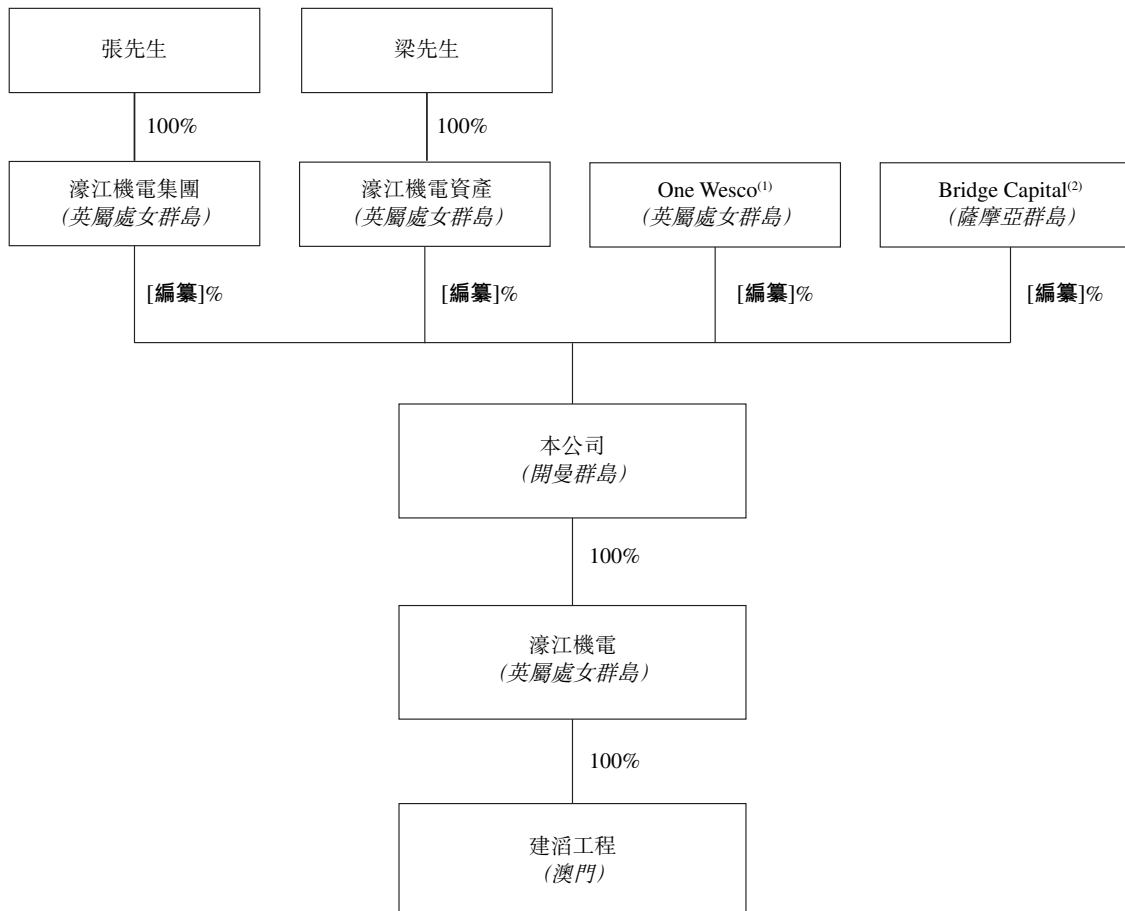 張先生
梁先生
100%
100%
濠江機電集團
(英屬處女群島)
濠江機電資產
(英屬處女群島)
One Wesco(1)
(英屬處女群島)
Bridge Capital(2)
(薩摩亞群島)
[編纂]%
[編纂]%
[編纂]%
[編纂]%
本公司
(開曼群島)
100%
濠江機電
(英屬處女群島)
100%
建滔工程
(澳門)